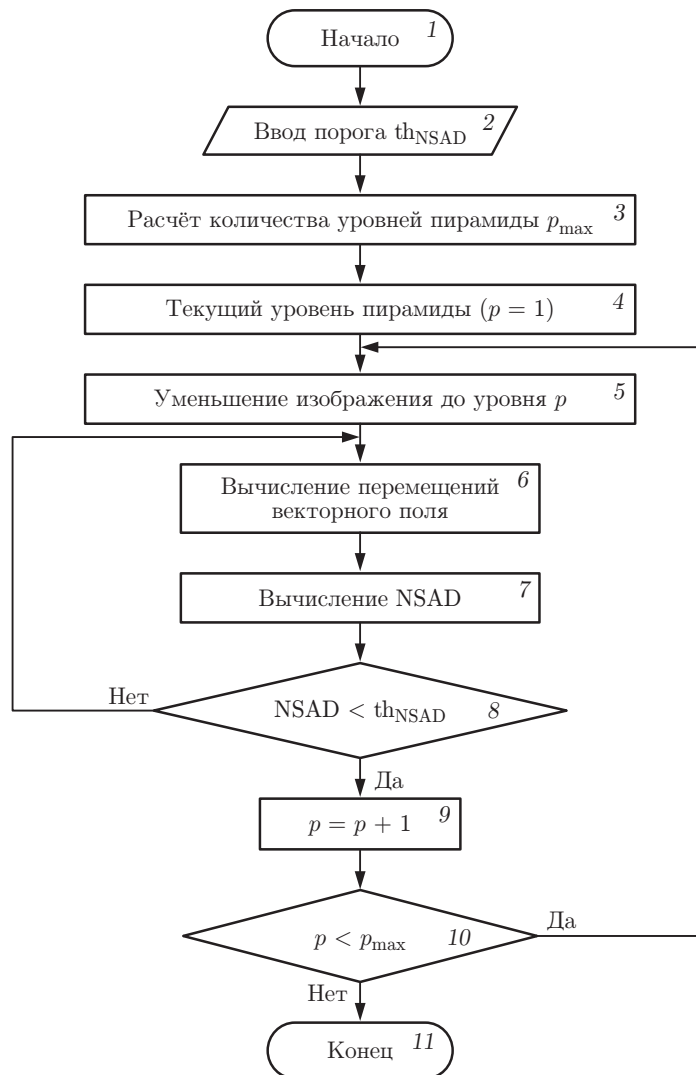 Начало 1
Ввод порога th_NSAD 2
Расчёт количества уровней пирамиды p_max 3
Текущий уровень пирамиды (p = 1) 4
Уменьшение изображения до уровня p 5
Вычисление перемещений 6
векторного поля
Вычисление NSAD 7
Нет
NSAD < th_NSAD 8
Да
p = p + 1 9
p < p_max 10
Да
Нет
Конец 11